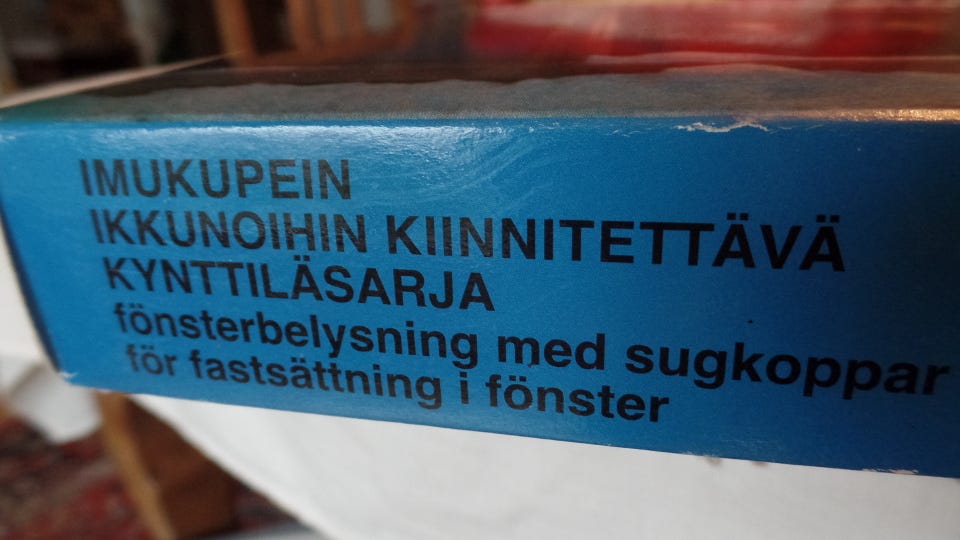 IMUKUPEIN
IKKUNOIHIN KIINNITETTÄVÄ
KYNTTILÄSARJA
fönsterbelysning med sugkoppar
för fastsättning i fönster